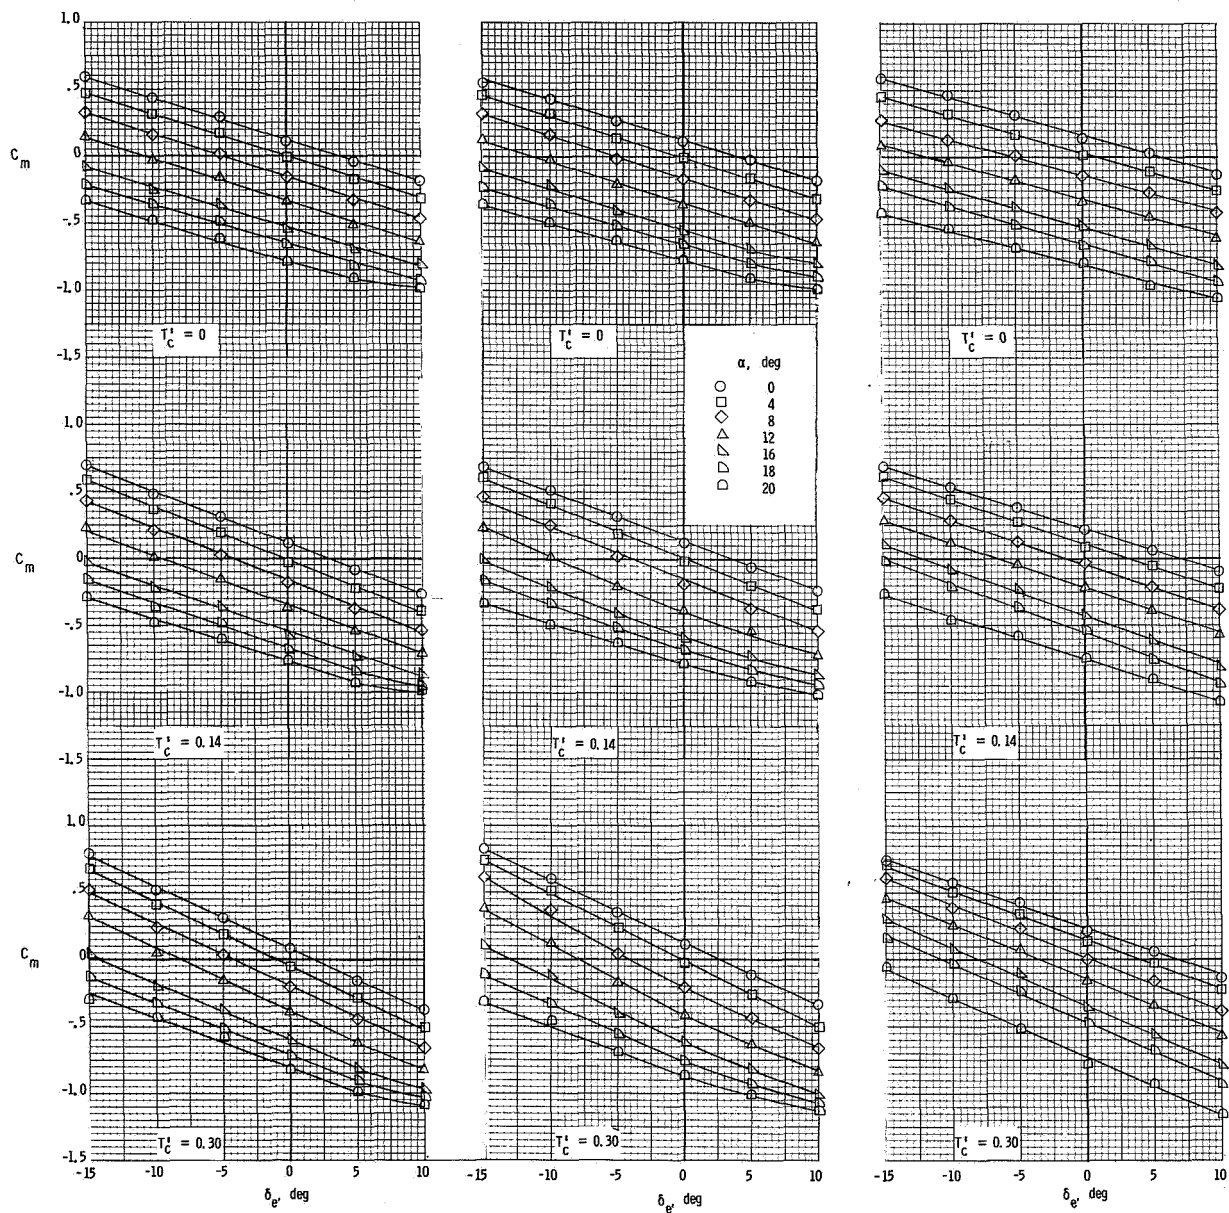 1.0
.5
C_m 0
-.5
-1.0
T'_c = 0
T'_c = 0
T'_c = 0
-1.5
α, deg
0
4
8
12
16
18
20
1.0
.5
C_m 0
-.5
-1.0
T'_c = 0.14
T'_c = 0.14
T'_c = 0.14
-1.5
1.0
.5
C_m 0
-.5
-1.0
T'_c = 0.30
T'_c = 0.30
T'_c = 0.30
-1.5
-15 -10 -5 0 5 10
-15 -10 -5 0 5 10
-15 -10 -5 0 5 10
δ_e, deg
δ_e, deg
δ_e, deg